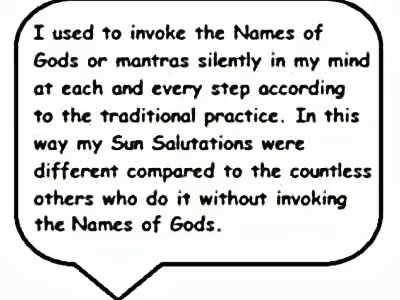 I used to invoke the Names of
Gods or mantras silently in my mind
at each and every step according
to the traditional practice. In this
way my Sun Salutations were
different compared to the countless
others who do it without invoking
the Names of Gods.